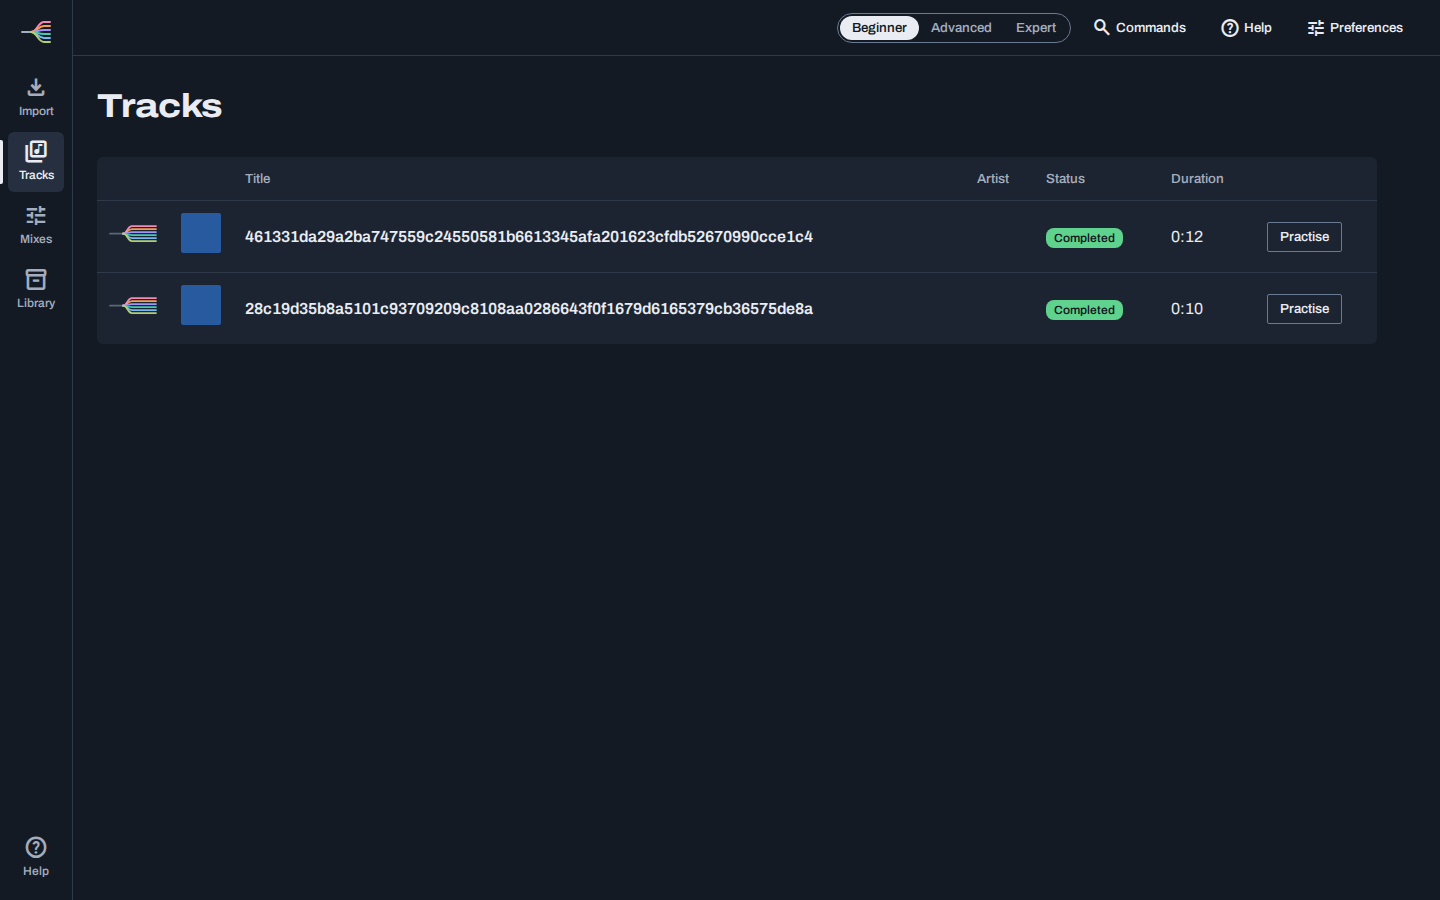 Beginner Advanced Expert Commands Help Preferences
Import
Tracks
Mixes
Library
Help
Tracks
Title Artist Status Duration
461331da29a2ba747559c24550581b6613345afa201623cfdb52670990cce1c4 Completed 0:12 Practise
28c19d35b8a5101c93709209c8108aa0286643f0f1679d6165379cb36575de8a Completed 0:10 Practise